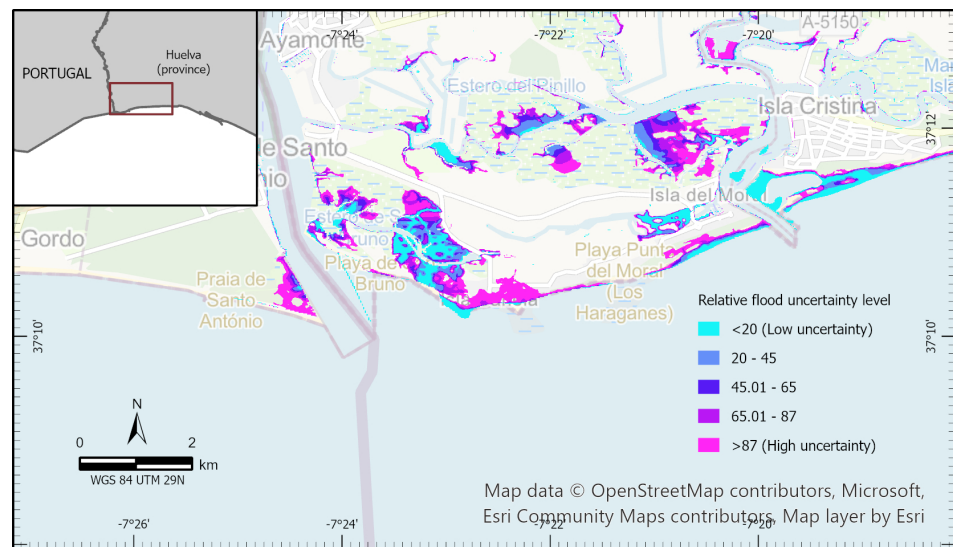 -7°24'
-7°22'
-7°20'
A-5150
Ayamonte
Huelva
(province)
PORTUGAL
Estero del Pinillo
Isla Cristina
37°12'
de Santo
Isla del Moral
Gordo
Playa de
Bruno
Playa Punta
del Moral
(Los
Haraganes)
Praia de
Santo
António
Relative flood uncertainty level
<20 (Low uncertainty)
20 - 45
45.01 - 65
65.01 - 87
>87 (High uncertainty)
37°10'
37°10'
N
0 2
km
WGS 84 UTM 29N
Map data © OpenStreetMap contributors, Microsoft,
Esri Community Maps contributors, Map layer by Esri
-7°26'
-7°24'
-7°22'
-7°20'